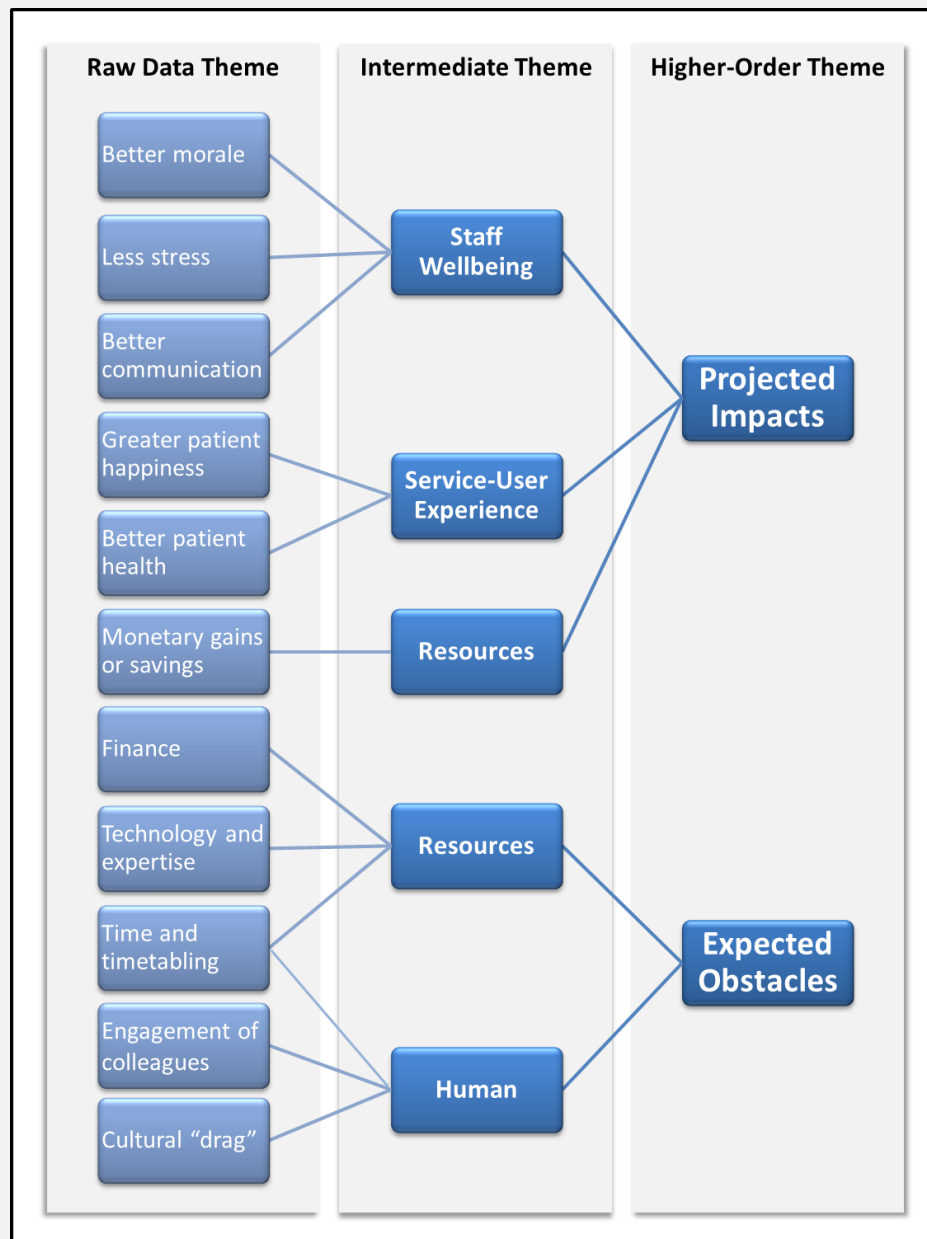 Raw Data Theme
Intermediate Theme
Higher-Order Theme
Better morale
Less stress
Better
communication
Greater patient
happiness
Better patient
health
Monetary gains
or savings
Finance
Technology and
expertise
Time and
timetabling
Engagement of
colleagues
Cultural “drag”
Staff
Wellbeing
Service-User
Experience
Resources
Resources
Human
Projected
Impacts
Expected
Obstacles